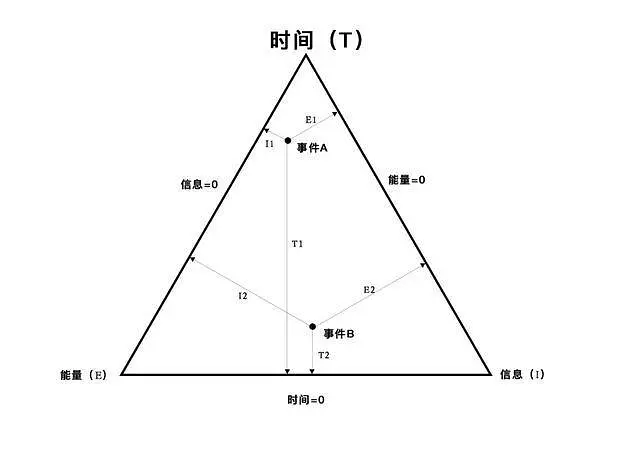 时间（T）
E1
I1
事件A
信息=0
能量=0
T1
I2
E2
事件B
T2
能量（E）
信息（I）
时间=0